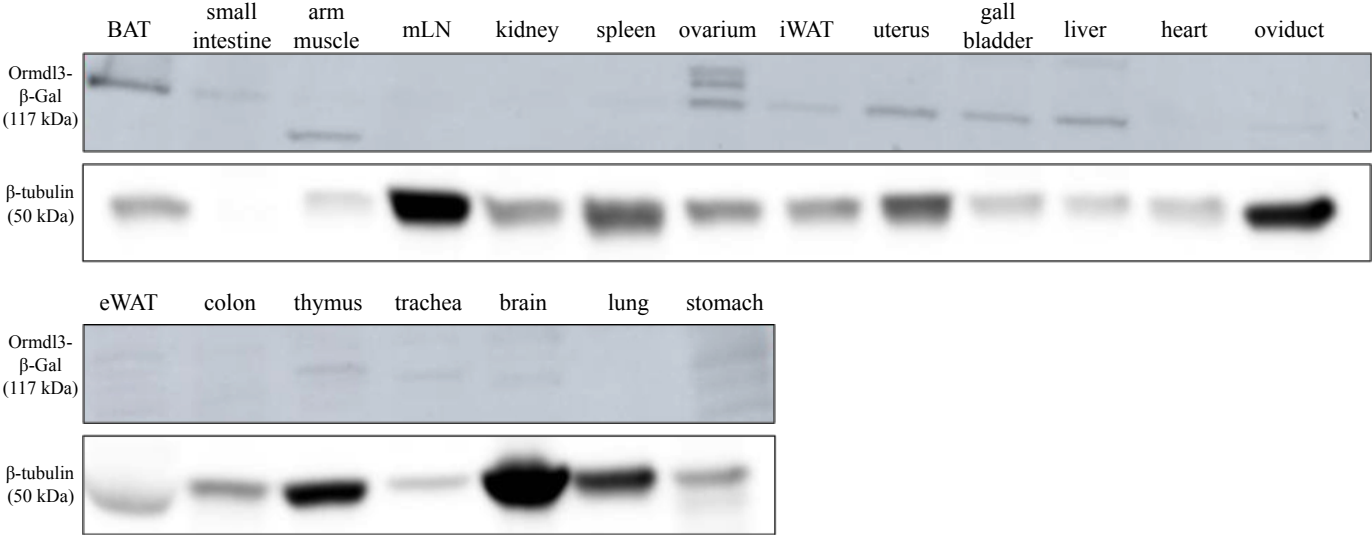 BAT small intestine arm muscle mLN kidney spleen ovarium iWAT uterus gall bladder liver heart oviduct
Ormdl3-
β-Gal
(117 kDa)
β-tubulin
(50 kDa)
eWAT colon thymus trachea brain lung stomach
Ormdl3-
β-Gal
(117 kDa)
β-tubulin
(50 kDa)